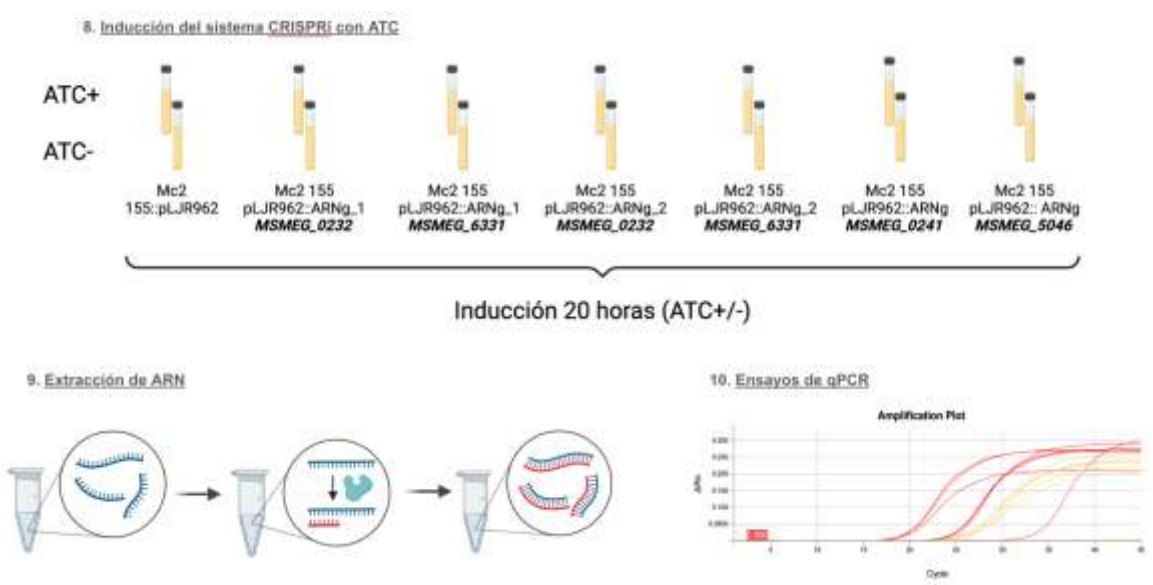 8. Inducción del sistema CRISPRi con ATC
ATC+
ATC-
Mc2
155::pLJR962
Mc2 155
pLJR962::ARNg_1
MSMEG_0232
Mc2 155
pLJR962::ARNg_1
MSMEG_6331
Mc2 155
pLJR962::ARNg_2
MSMEG_0232
Mc2 155
pLJR962::ARNg_2
MSMEG_6331
Mc2 155
pLJR962::ARNg
MSMEG_0241
Mc2 155
pLJR962:: ARNg
MSMEG_5046
Inducción 20 horas (ATC+/-)
9. Extracción de ARN
10. Ensayos de qPCR
Amplification Plot
Cycle